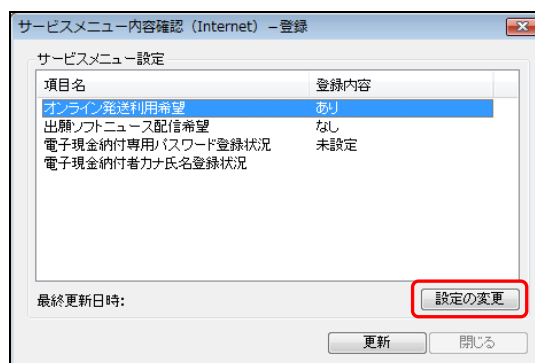 サービスメニュー内容確認（Internet）－登録
サービスメニュー設定
項目名 登録内容
オンライン発送利用希望 あり
出願ソフトニュース配信希望 なし
電子現金納付専用パスワード登録状況 未設定
電子現金納付者カナ氏名登録状況
最終更新日時: 設定の変更
更新 閉じる